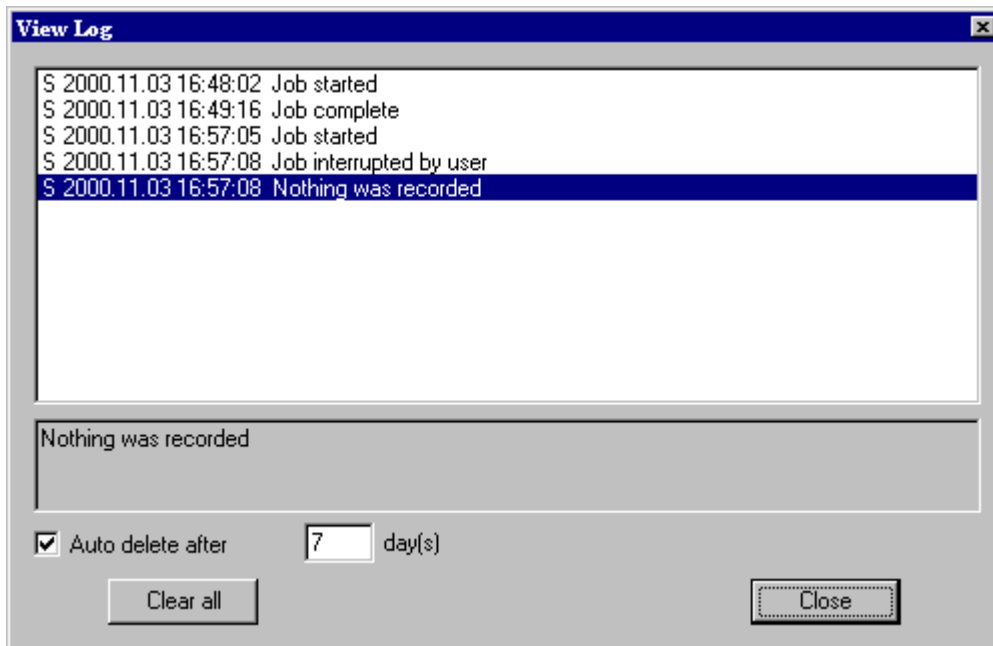 View Log
S 2000.11.03 16:48:02 Job started
S 2000.11.03 16:49:16 Job complete
S 2000.11.03 16:57:05 Job started
S 2000.11.03 16:57:08 Job interrupted by user
S 2000.11.03 16:57:08 Nothing was recorded
Nothing was recorded
Auto delete after 7 day(s)
Clear all Close